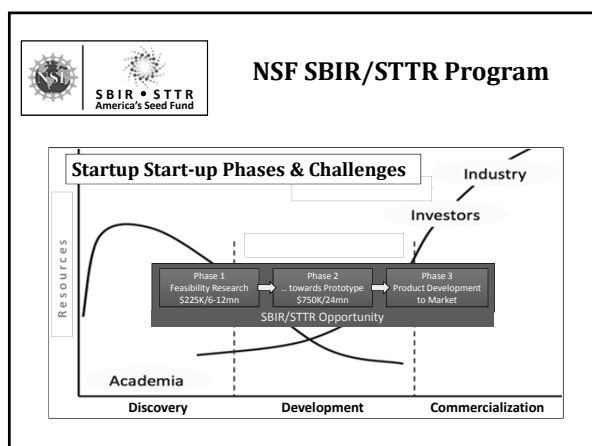 NSF SBIR/STTR Program
NSF
SBIR • STTR
America's Seed Fund
Startup Start-up Phases & Challenges
Industry
Investors
Resources
Phase 1
Feasibility Research
$225K/6-12mn
Phase 2
.. towards Prototype
$750K/24mn
Phase 3
Product Development
to Market
SBIR/STTR Opportunity
Academia
Discovery
Development
Commercialization